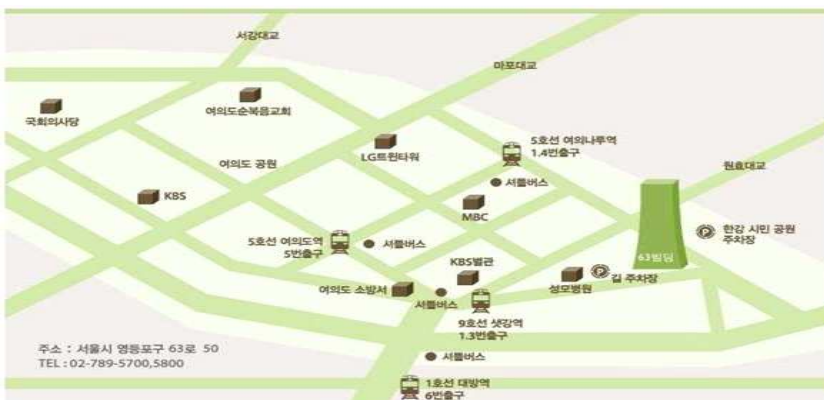 서강대교
마포대교
국회의사당
여의도순복음교회
LG트윈타워
5호선 여의나루역
1.4번출구
여의도 공원
원효대교
셔틀버스
KBS
MBC
한강 시민 공원
주차장
5호선 여의도역
5번출구
셔틀버스
KBS별관
63빌딩
여의도 소방서
셔틀버스
성모병원
길 주차장
9호선 샛강역
1.3번출구
주소 : 서울시 영등포구 63로 50
TEL : 02-789-5700,5800
셔틀버스
1호선 대방역
6번출구